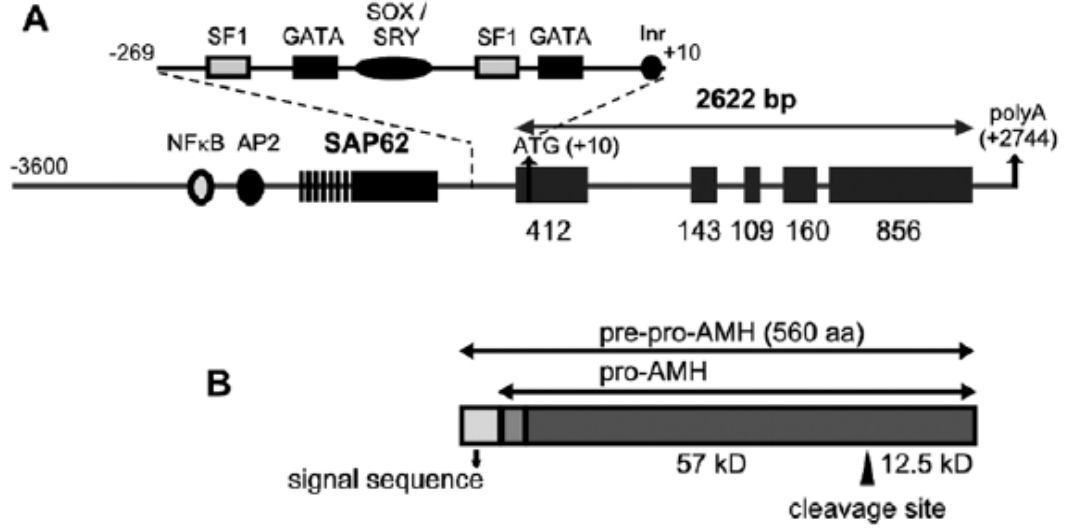 A
SOX /
SF1 GATA SRY SF1 GATA Inr
-269 +10
2622 bp
polyA
(+2744)
NFκB AP2 SAP62 ATG (+10)
-3600
412 143 109 160 856
pre-pro-AMH (560 aa)
B
pro-AMH
57 kD 12.5 kD
signal sequence
cleavage site